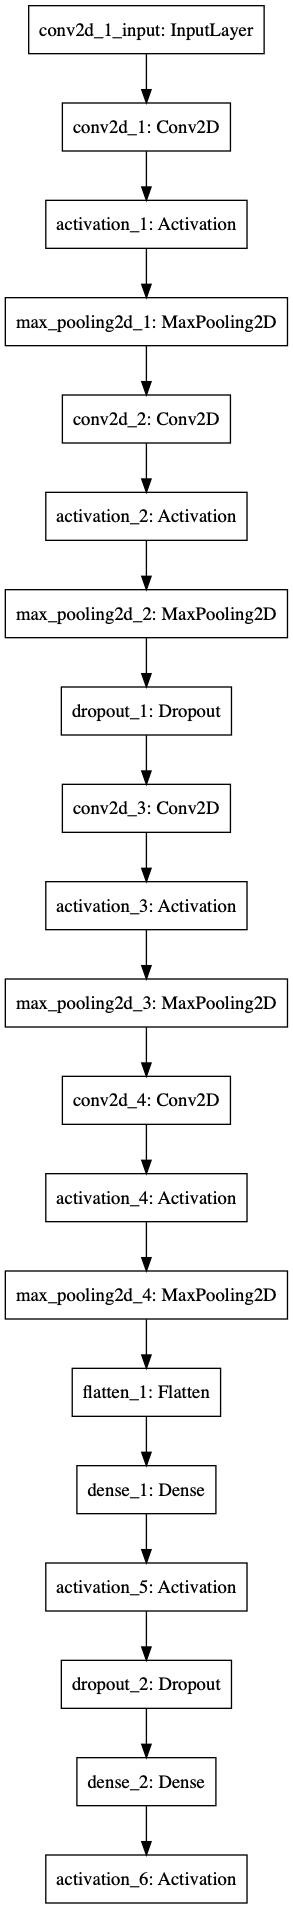 conv2d_1_input: InputLayer
conv2d_1: Conv2D
activation_1: Activation
max_pooling2d_1: MaxPooling2D
conv2d_2: Conv2D
activation_2: Activation
max_pooling2d_2: MaxPooling2D
dropout_1: Dropout
conv2d_3: Conv2D
activation_3: Activation
max_pooling2d_3: MaxPooling2D
conv2d_4: Conv2D
activation_4: Activation
max_pooling2d_4: MaxPooling2D
flatten_1: Flatten
dense_1: Dense
activation_5: Activation
dropout_2: Dropout
dense_2: Dense
activation_6: Activation